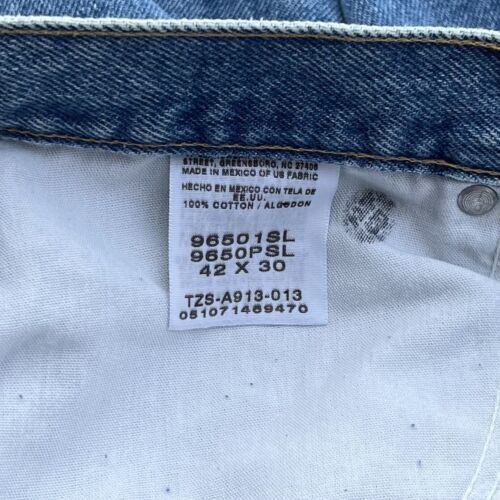 STREET, GREENSBORO, NC 27408
MADE IN MEXICO OF US FABRIC
HECHO EN MEXICO CON TELA DE
EE.UU.
100% COTTON / ALGODON
96501SL
9650PSL
42 X 30
TZS-A913-013
051071469470